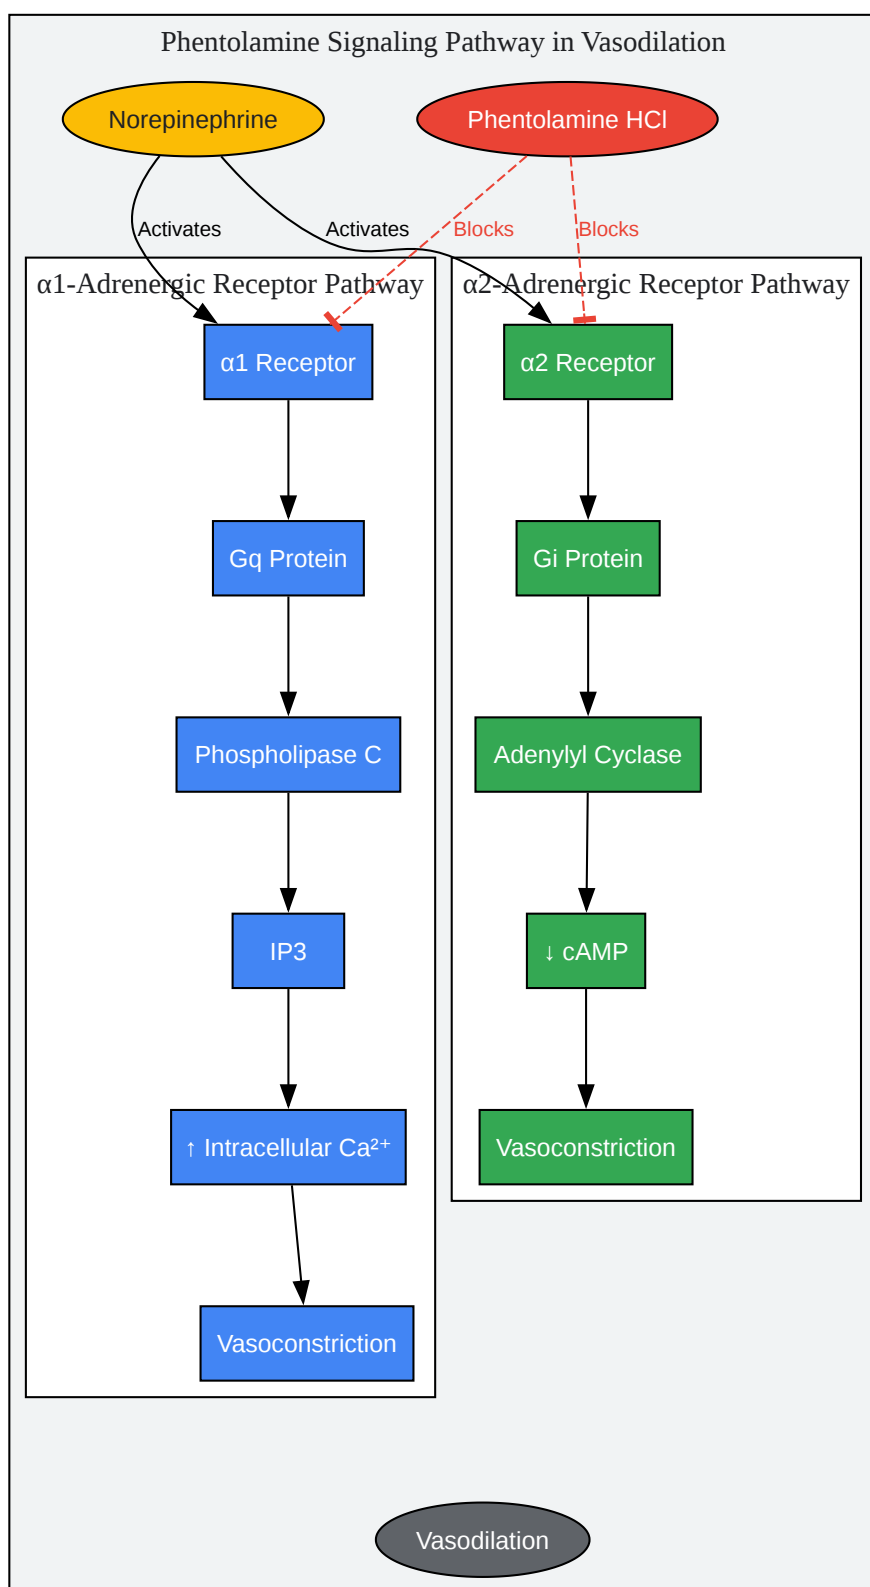 Phentolamine Signaling Pathway in Vasodilation
Norepinephrine
Phentolamine HCl
Activates
Activates
Blocks
Blocks
α1-Adrenergic Receptor Pathway
α2-Adrenergic Receptor Pathway
α1 Receptor
α2 Receptor
Gq Protein
Gi Protein
Phospholipase C
Adenylyl Cyclase
IP3
↓ cAMP
↑ Intracellular Ca²⁺
Vasoconstriction
Vasoconstriction
Vasodilation